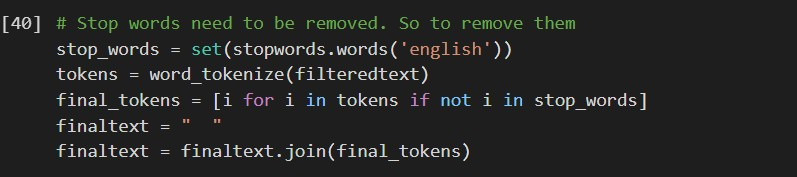 [40] # Stop words need to be removed. So to remove them
stop_words = set(stopwords.words('english'))
tokens = word_tokenize(filteredtext)
final_tokens = [i for i in tokens if not i in stop_words]
finaltext = "  "
finaltext = finaltext.join(final_tokens)